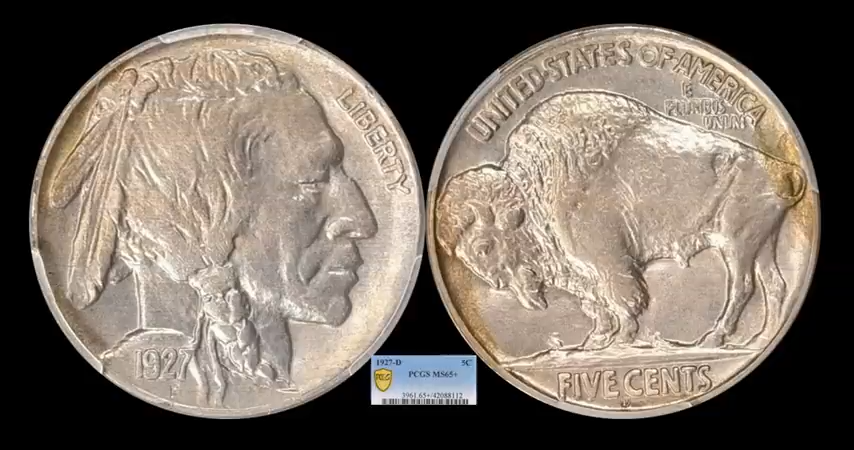 LIBERTY
1927
F
UNITED·STATES OF AMERICA
E
PLURIBUS
UNUM
FIVE CENTS
D
1927-D 5C
PCGS MS65+
3961.65+/42088112